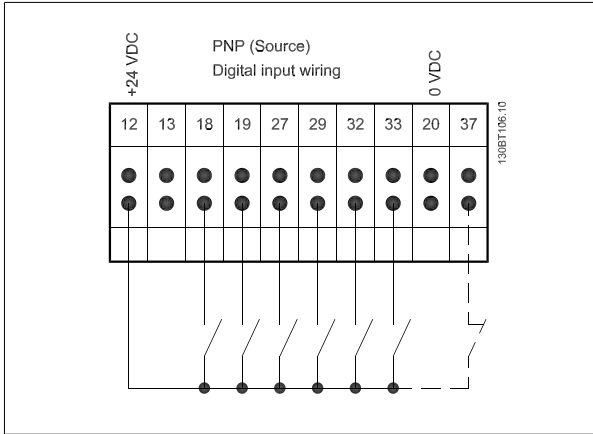 PNP (Source)
Digital input wiring
+24 VDC
0 VDC
12 13 18 19 27 29 32 33 20 37
130BT106.10